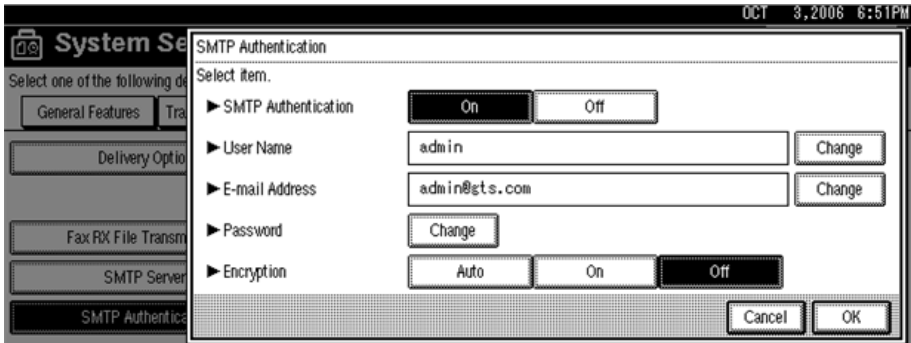 OCT 3,2006 6:51PM
System Se
SMTP Authentication
Select one of the following de
Select item.
General Features
Tra
► SMTP Authentication
On
Off
Delivery Optio
► User Name
admin
Change
► E-mail Address
admin@gts.com
Change
Fax RX File Transm
► Password
Change
SMTP Server
► Encryption
Auto
On
Off
SMTP Authentica
Cancel
OK